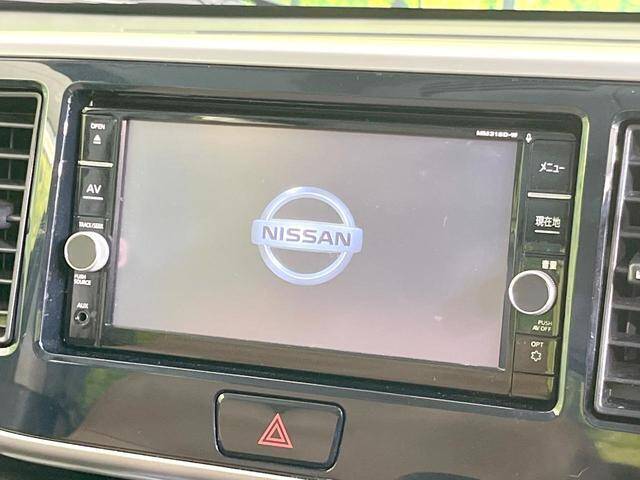 OPEN
MM316D-W
AV
メニュー
TRACK/SEEK
現在地
NISSAN
音量
PUSH
SOURCE
AUX
PUSH
AV OFF
OPT